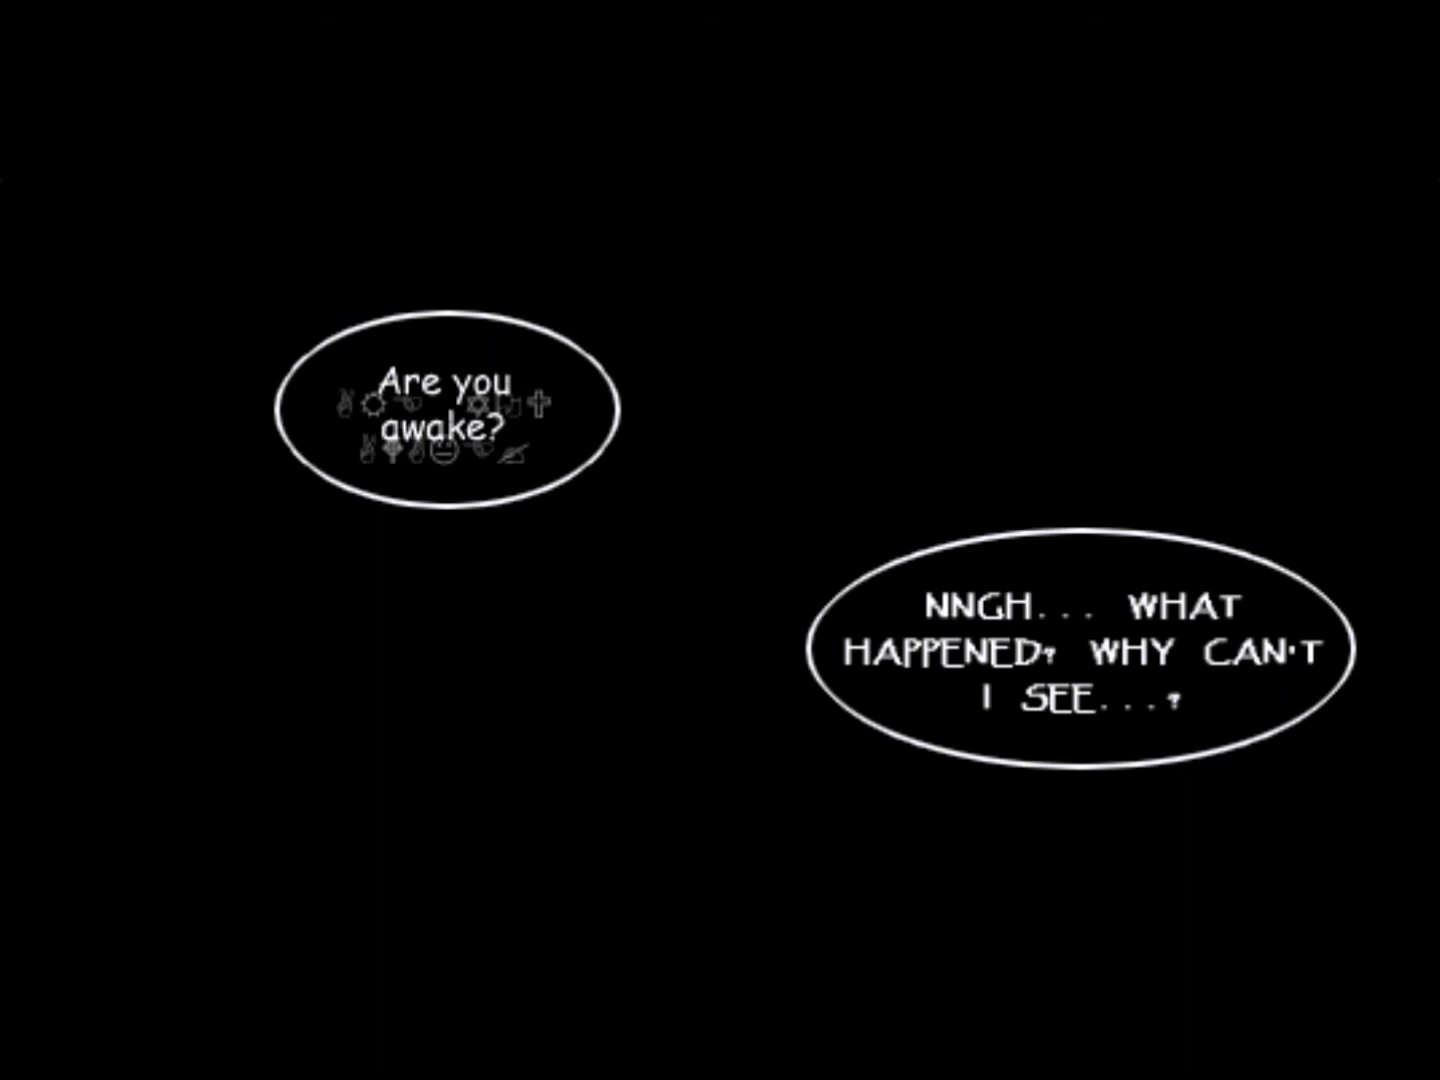 Are you
awake?
✌☼☜ ✡⚐🕆
✌🕈✌😐☜✍
NNGH... WHAT
HAPPENED? WHY CAN'T
I SEE...?